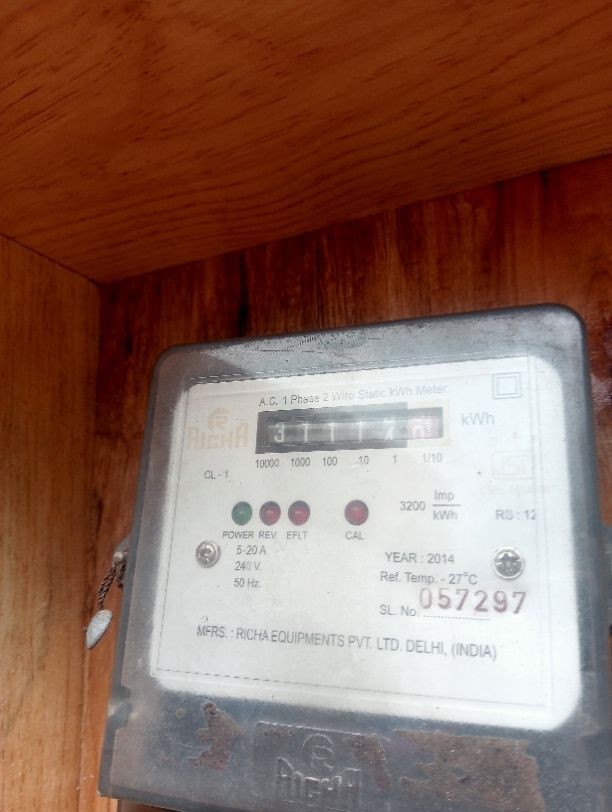 A.C. 1 Phase 2 Wire Static kWh Meter
RICHA
kWh
10000 1000 100 10 1 1/10
CL - 1
ISI
3200 Imp/kWh
RS : 12
POWER REV EFLT CAL
5-20 A
240 V.
50 Hz.
YEAR : 2014
Ref. Temp. - 27°C
SL. No. 057297
MFRS. : RICHA EQUIPMENTS PVT. LTD. DELHI, (INDIA)
RICHA